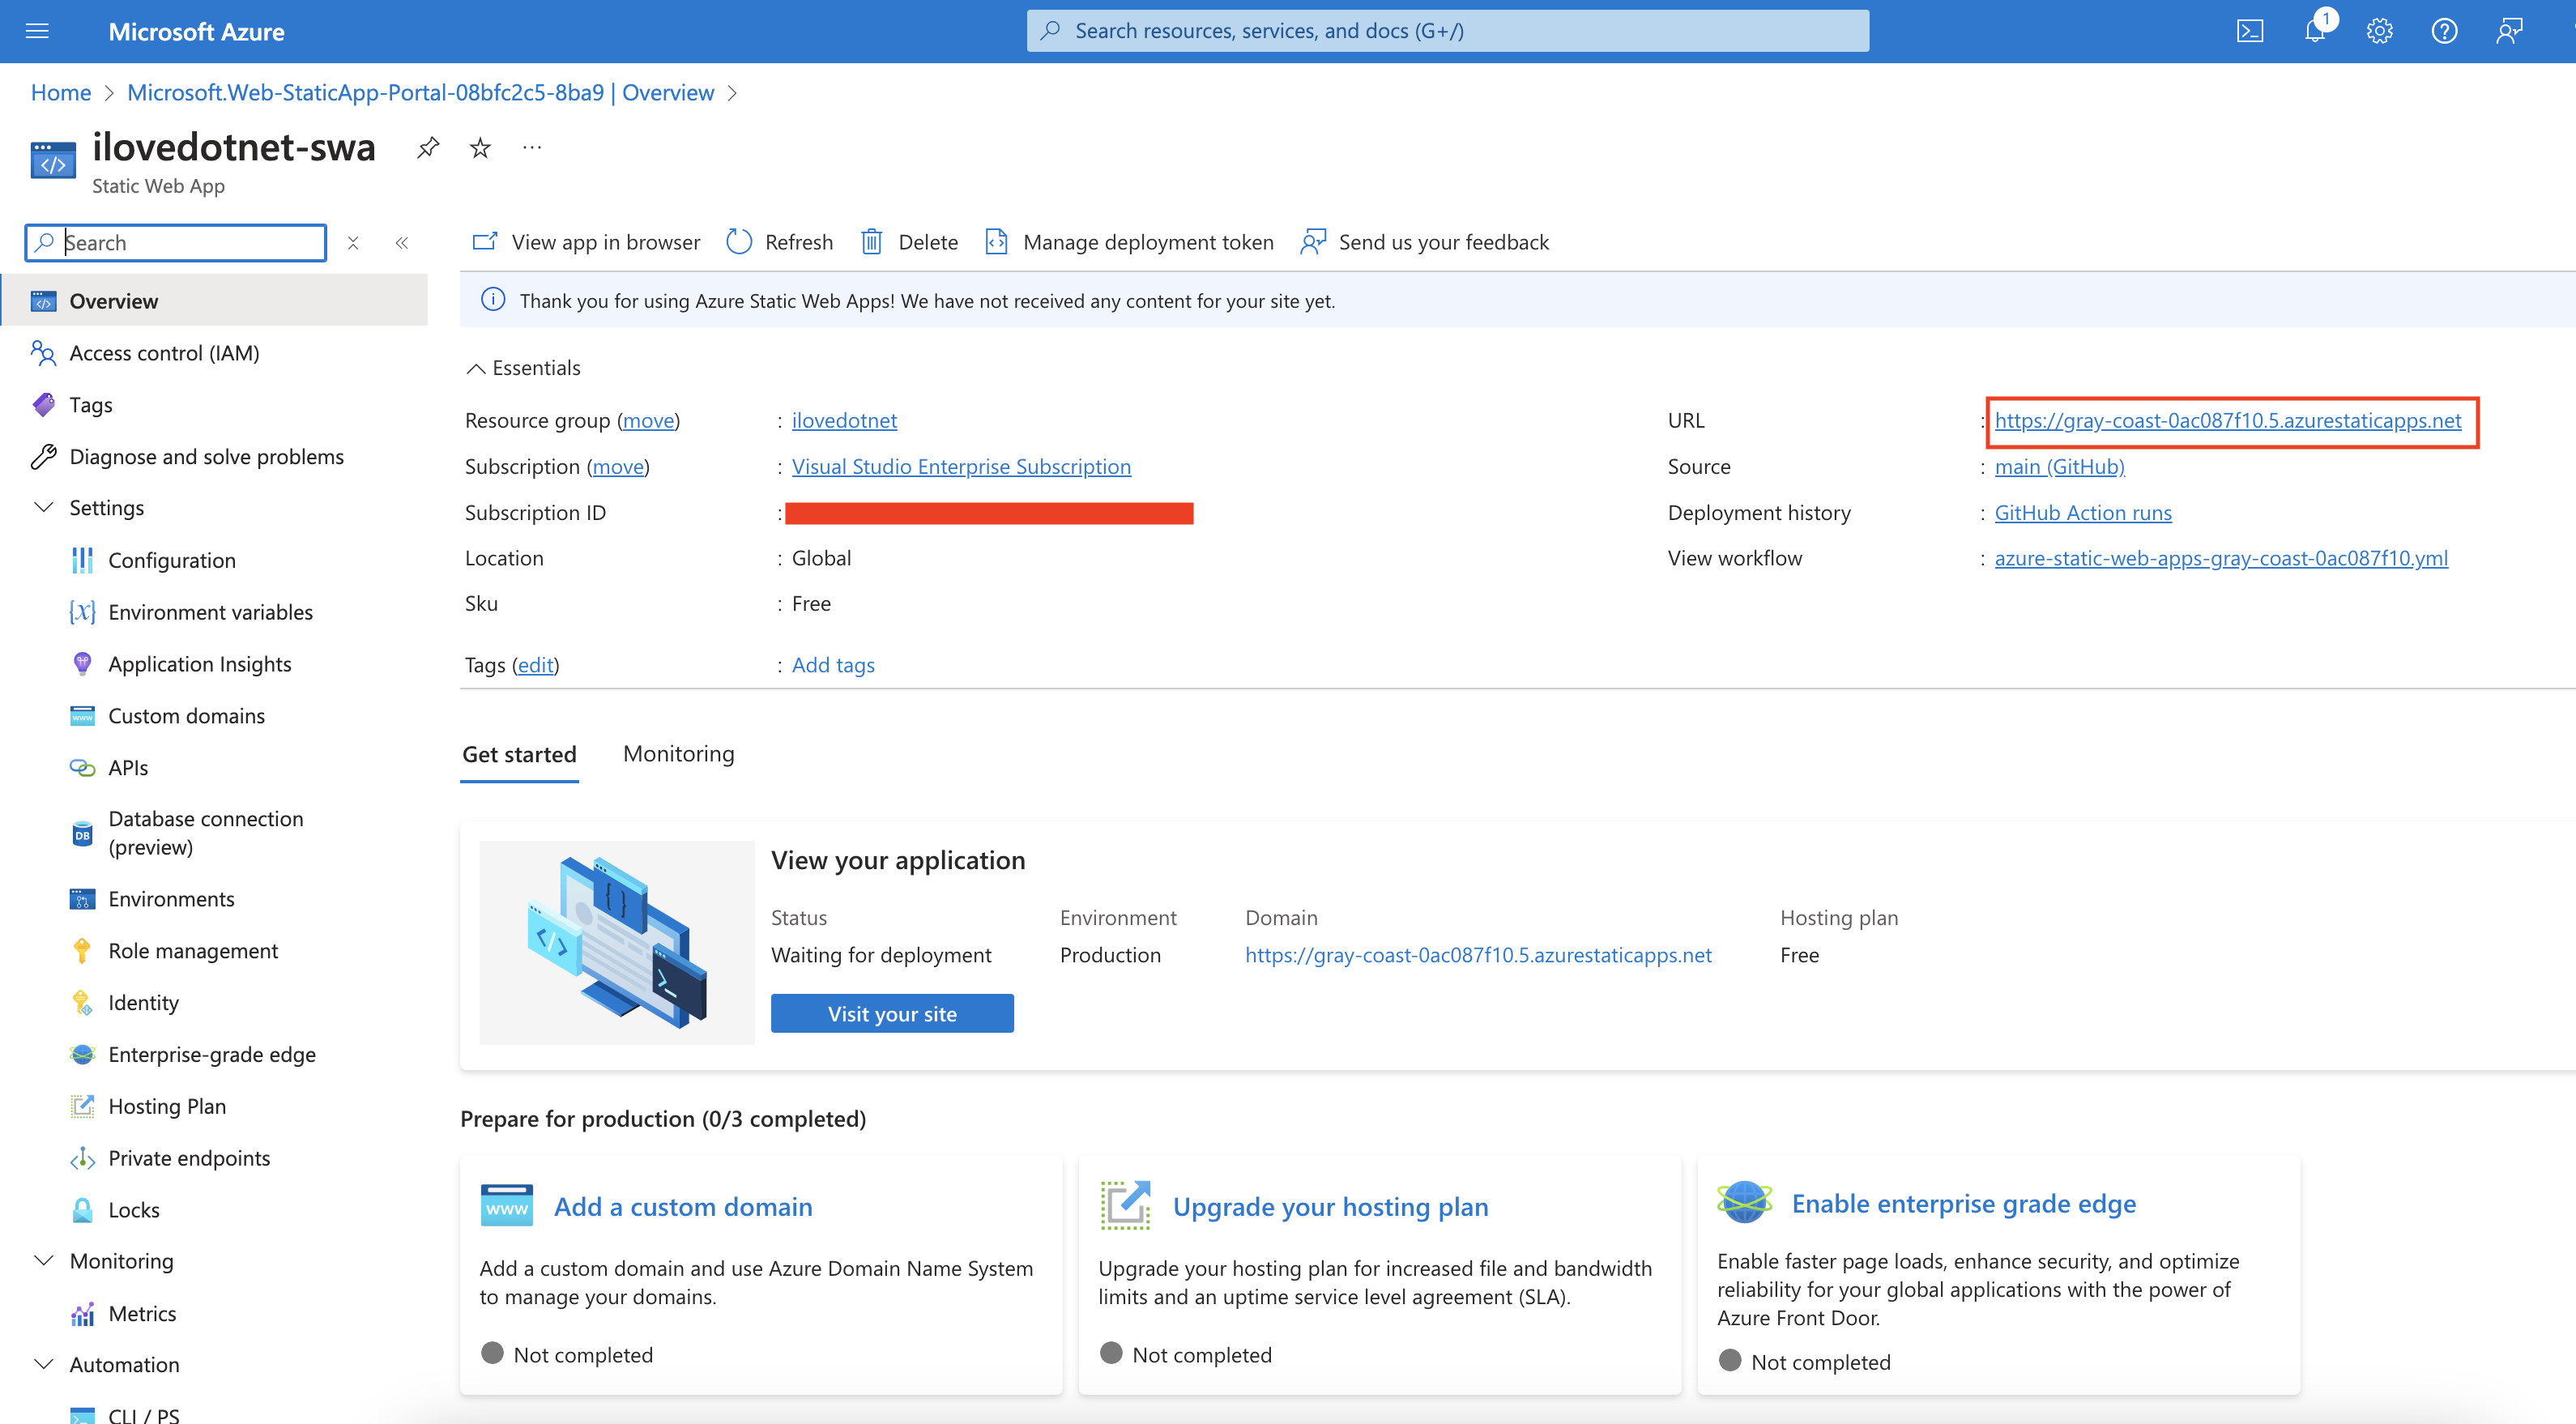 Microsoft Azure
Search resources, services, and docs (G+/)
1
Home > Microsoft.Web-StaticApp-Portal-08bfc2c5-8ba9 | Overview >
ilovedotnet-swa
Static Web App
Search
Overview
Access control (IAM)
Tags
Diagnose and solve problems
Settings
Configuration
Environment variables
Application Insights
Custom domains
APIs
Database connection
(preview)
Environments
Role management
Identity
Enterprise-grade edge
Hosting Plan
Private endpoints
Locks
Monitoring
Metrics
Automation
CLI / PS
View app in browser Refresh Delete Manage deployment token Send us your feedback
Thank you for using Azure Static Web Apps! We have not received any content for your site yet.
Essentials
Resource group (move) : ilovedotnet
Subscription (move) : Visual Studio Enterprise Subscription
Subscription ID :
Location : Global
Sku : Free
Tags (edit) : Add tags
URL : https://gray-coast-0ac087f10.5.azurestaticapps.net
Source : main (GitHub)
Deployment history : GitHub Action runs
View workflow : azure-static-web-apps-gray-coast-0ac087f10.yml
Get started Monitoring
View your application
Status Environment Domain Hosting plan
Waiting for deployment Production https://gray-coast-0ac087f10.5.azurestaticapps.net Free
Visit your site
Prepare for production (0/3 completed)
Add a custom domain
Add a custom domain and use Azure Domain Name System
to manage your domains.
Not completed
Upgrade your hosting plan
Upgrade your hosting plan for increased file and bandwidth
limits and an uptime service level agreement (SLA).
Not completed
Enable enterprise grade edge
Enable faster page loads, enhance security, and optimize
reliability for your global applications with the power of
Azure Front Door.
Not completed